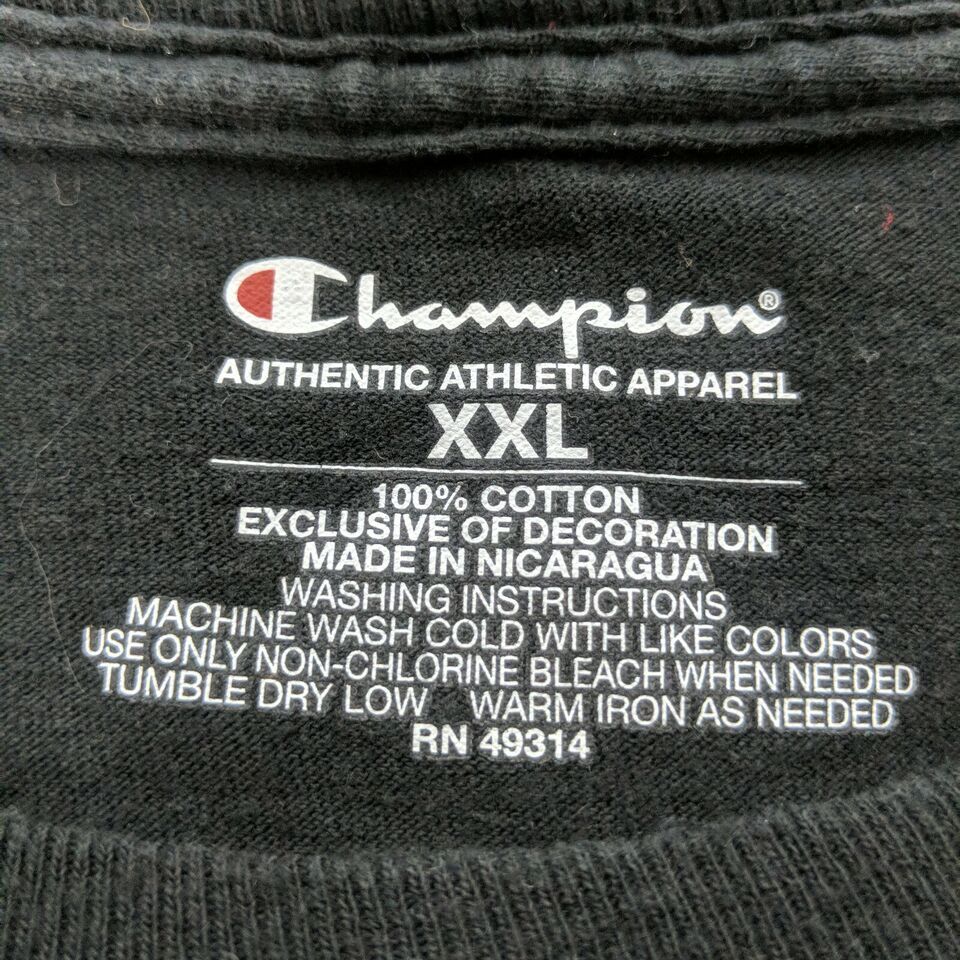 Champion®
AUTHENTIC ATHLETIC APPAREL
XXL
100% COTTON
EXCLUSIVE OF DECORATION
MADE IN NICARAGUA
WASHING INSTRUCTIONS
MACHINE WASH COLD WITH LIKE COLORS
USE ONLY NON-CHLORINE BLEACH WHEN NEEDED
TUMBLE DRY LOW WARM IRON AS NEEDED
RN 49314